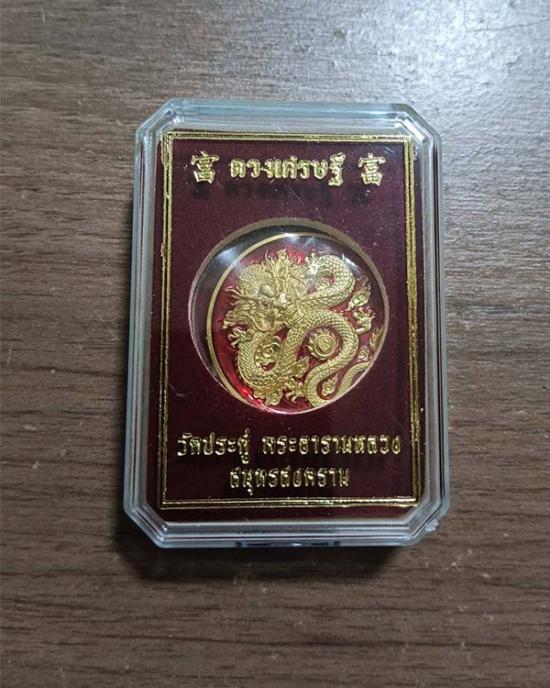 富 ดวงเศรษฐี 富
วัดประดู่ พระอารามหลวง
สมุทรสงคราม